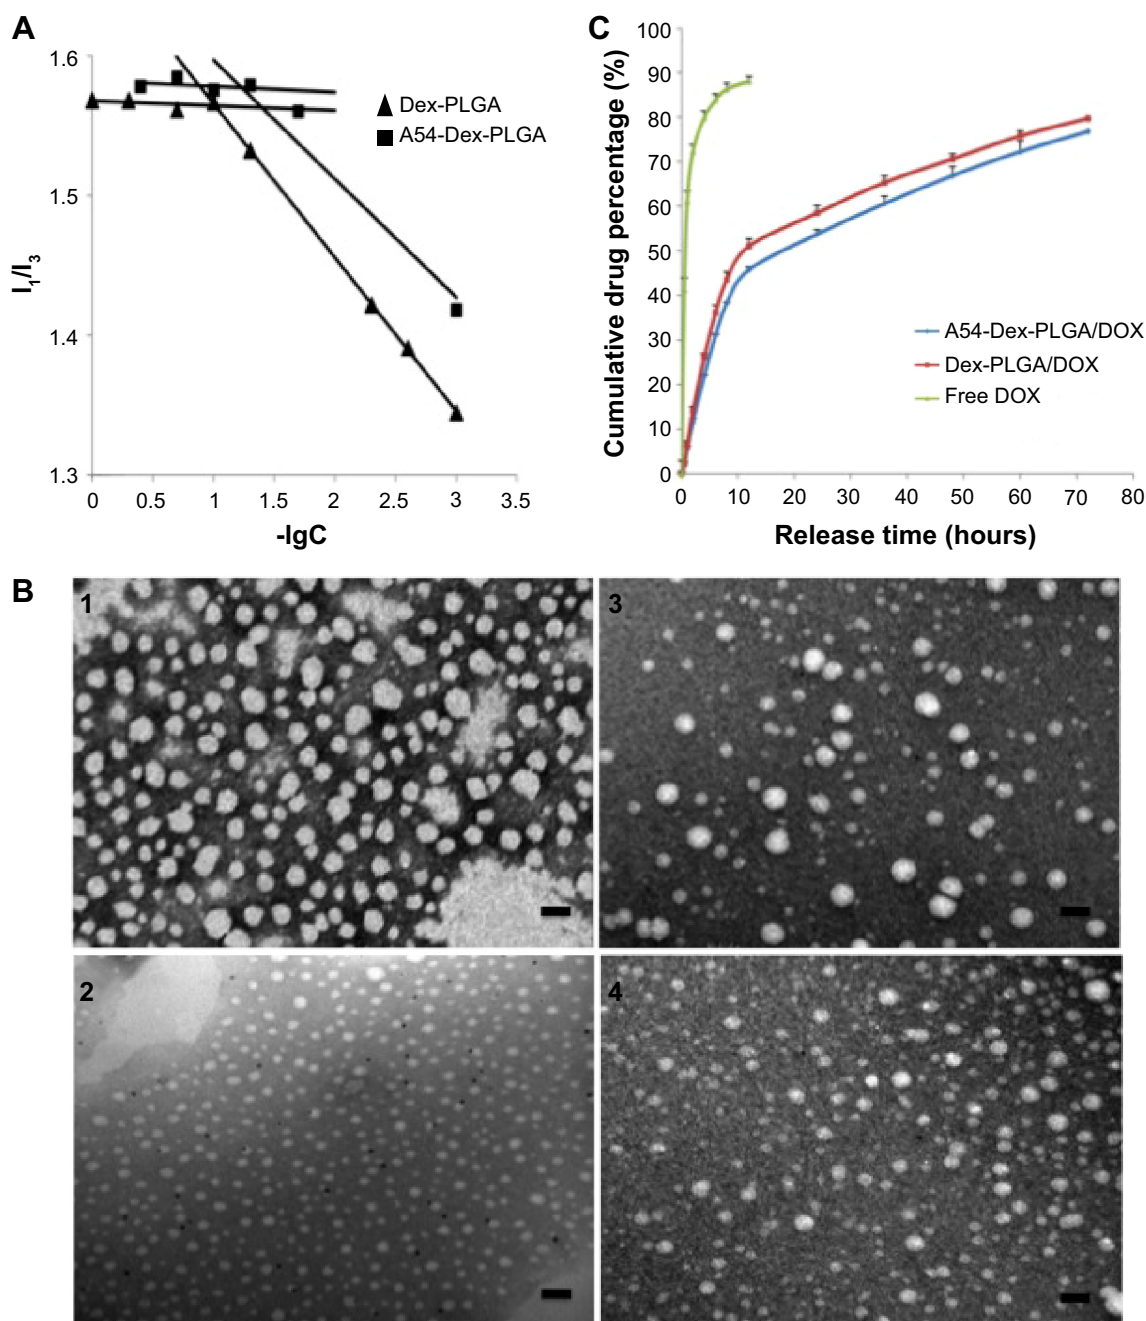 A
1.6
1.5
1.4
1.3
I1/I3
0 0.5 1 1.5 2 2.5 3 3.5
-lgC
Dex-PLGA
A54-Dex-PLGA
C
100
90
80
70
60
50
40
30
20
10
0
Cumulative drug percentage (%)
0 10 20 30 40 50 60 70 80
Release time (hours)
A54-Dex-PLGA/DOX
Dex-PLGA/DOX
Free DOX
B
1
3
2
4